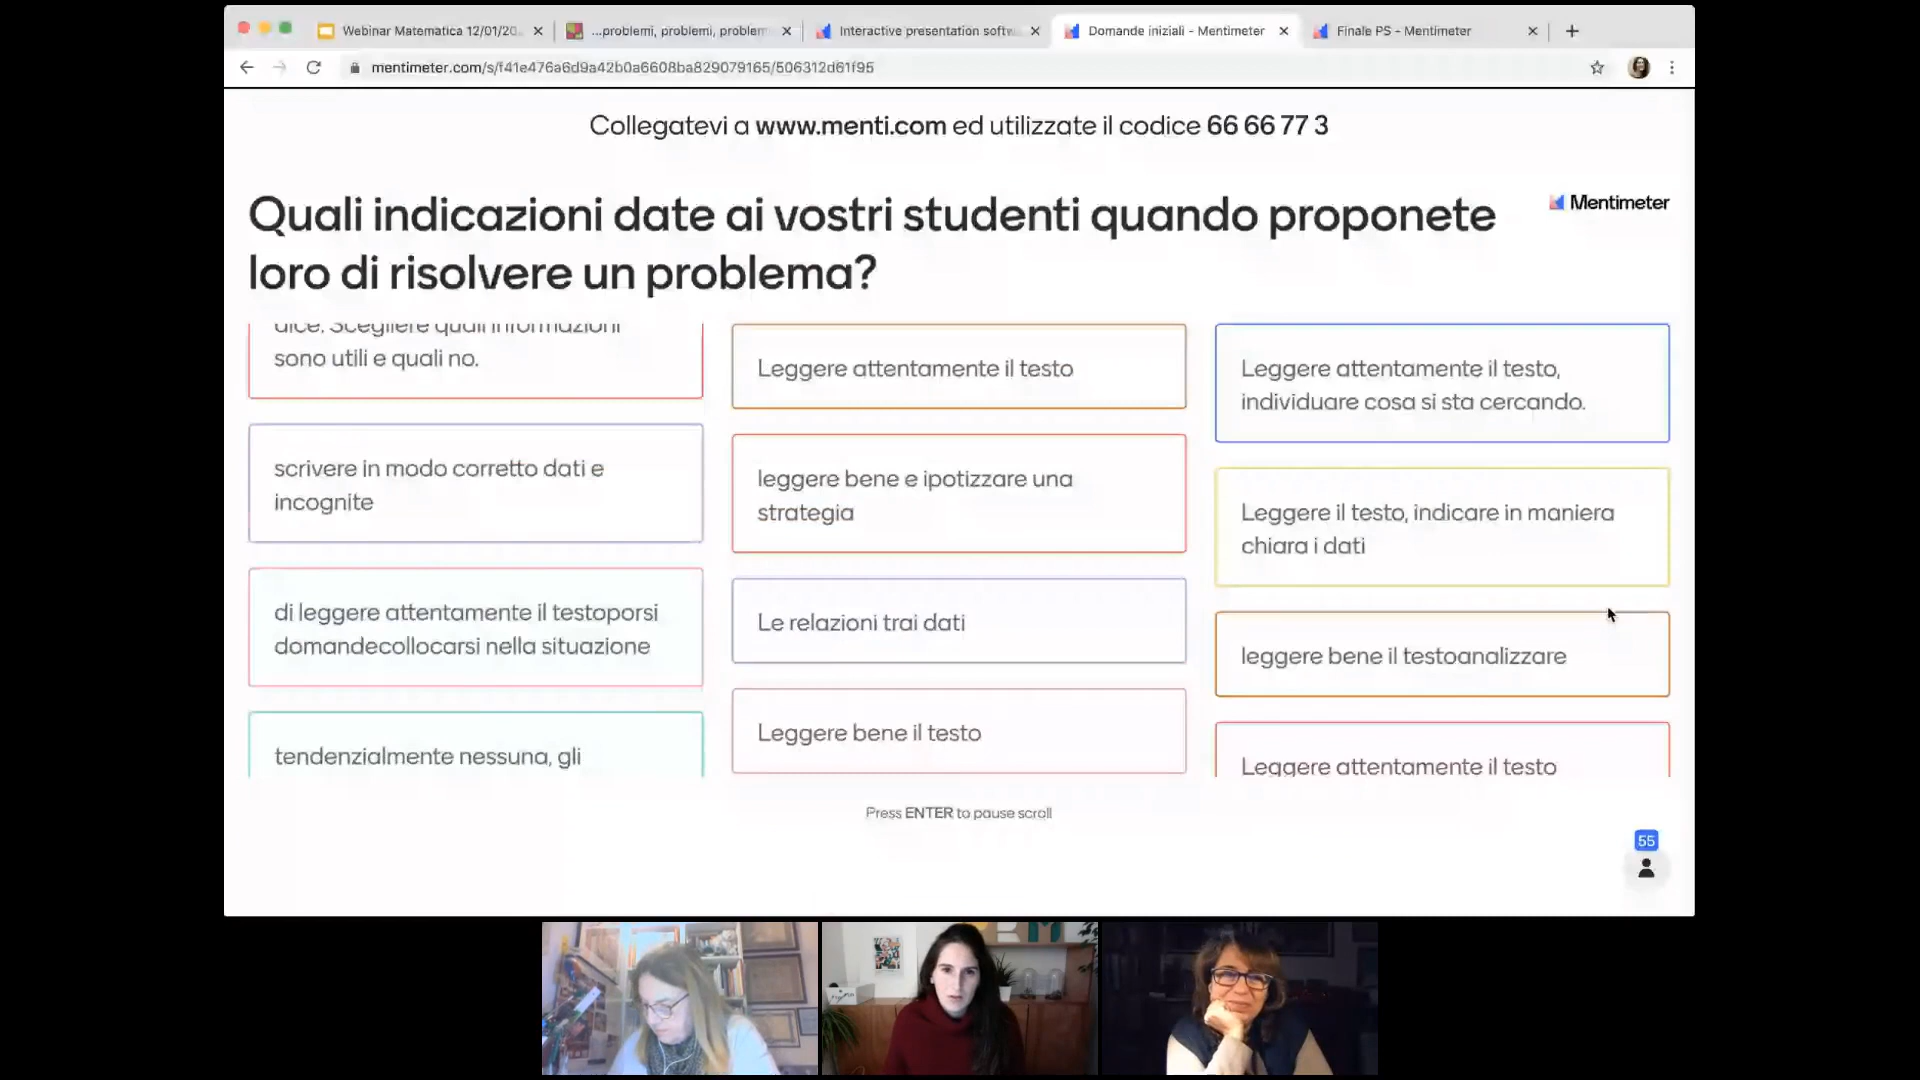 Webinar Matematica 12/01/20...
...problemi, problemi, problem
Interactive presentation softw
Domande iniziali - Mentimeter
Finale PS - Mentimeter
mentimeter.com/s/f41e476a6d9a42b0a6608ba829079165/506312d61f95
Collegatevi a www.menti.com ed utilizzate il codice 66 66 77 3
Quali indicazioni date ai vostri studenti quando proponete
loro di risolvere un problema?
Mentimeter
dice. Scegliere quali informazioni
sono utili e quali no.
scrivere in modo corretto dati e
incognite
di leggere attentamente il testoporsi
domandecollocarsi nella situazione
tendenzialmente nessuna, gli
Leggere attentamente il testo
leggere bene e ipotizzare una
strategia
Le relazioni trai dati
Leggere bene il testo
Leggere attentamente il testo,
individuare cosa si sta cercando.
Leggere il testo, indicare in maniera
chiara i dati
leggere bene il testoanalizzare
Leggere attentamente il testo
Press ENTER to pause scroll
55